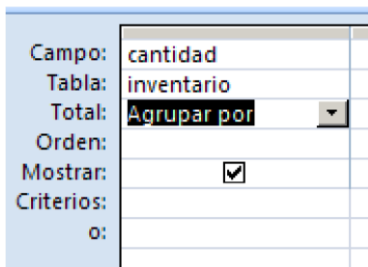 Campo: cantidad
Tabla: inventario
Total: Agrupar por
Orden:
Mostrar:
Criterios:
o: